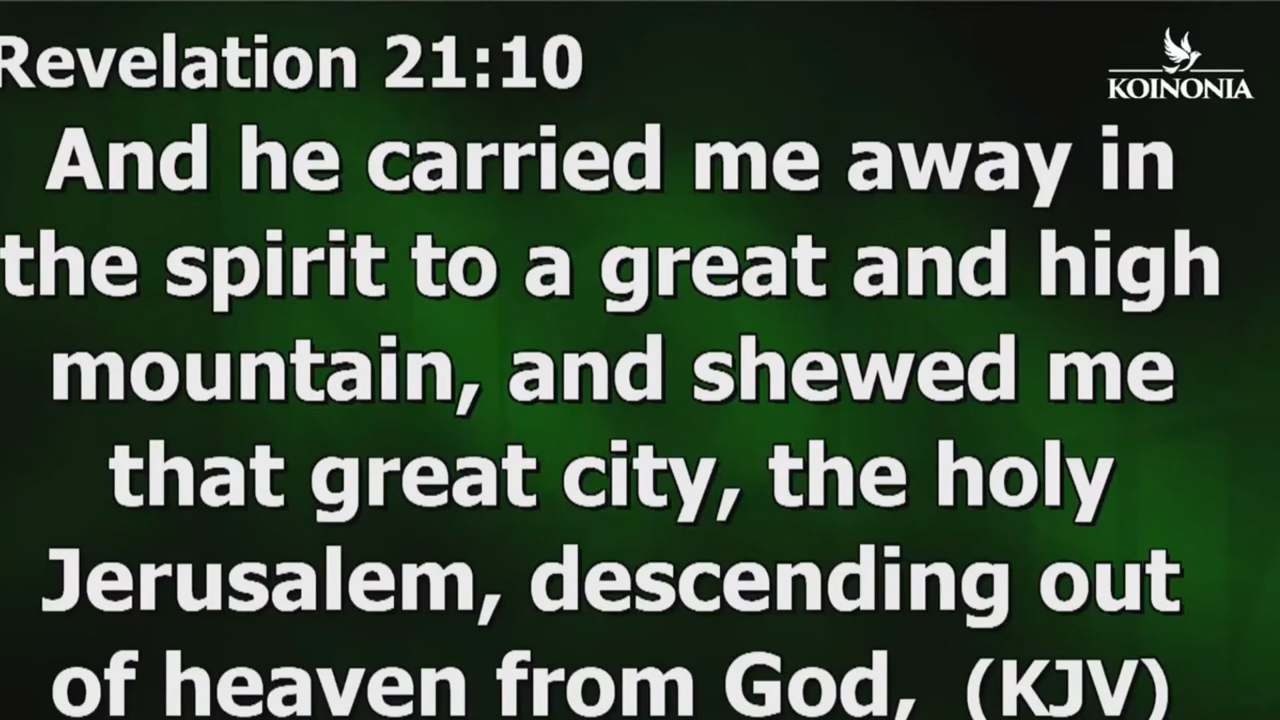 Revelation 21:10
KOINONIA
And he carried me away in
the spirit to a great and high
mountain, and shewed me
that great city, the holy
Jerusalem, descending out
of heaven from God, (KJV)